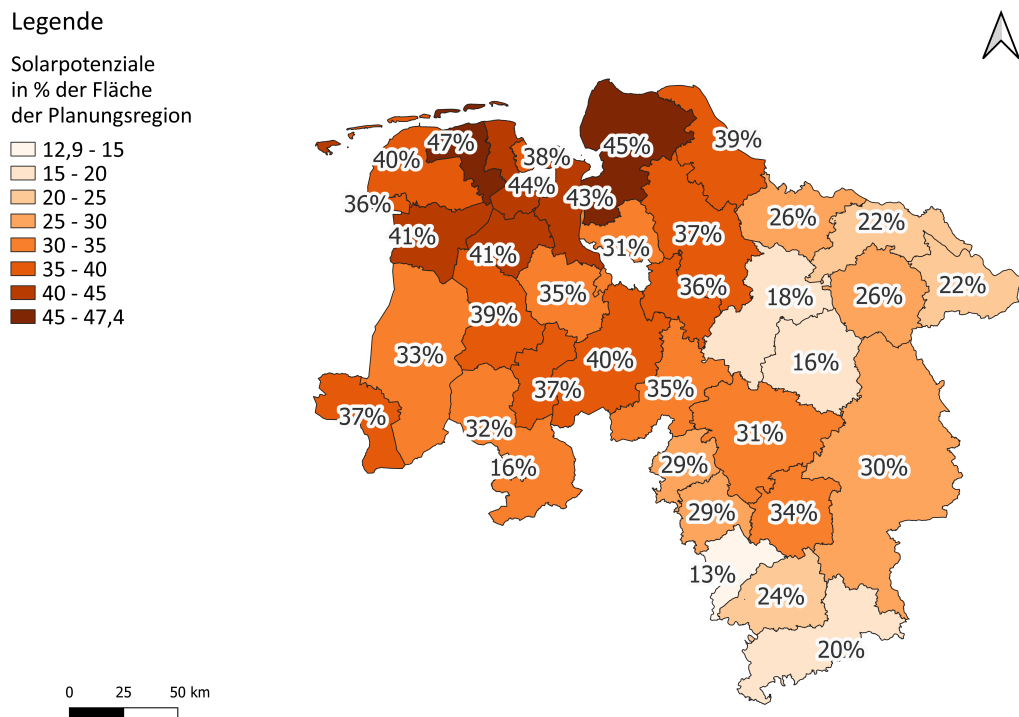 Legende
Solarpotenziale
in % der Fläche
der Planungsregion
12,9 - 15
15 - 20
20 - 25
25 - 30
30 - 35
35 - 40
40 - 45
45 - 47,4
47%
45%
39%
40%
38%
44%
43%
36%
41%
41%
31%
37%
26%
22%
35%
36%
18%
26%
22%
39%
33%
40%
16%
37%
35%
37%
32%
31%
16%
29%
30%
29%
34%
13%
24%
20%
0 25 50 km